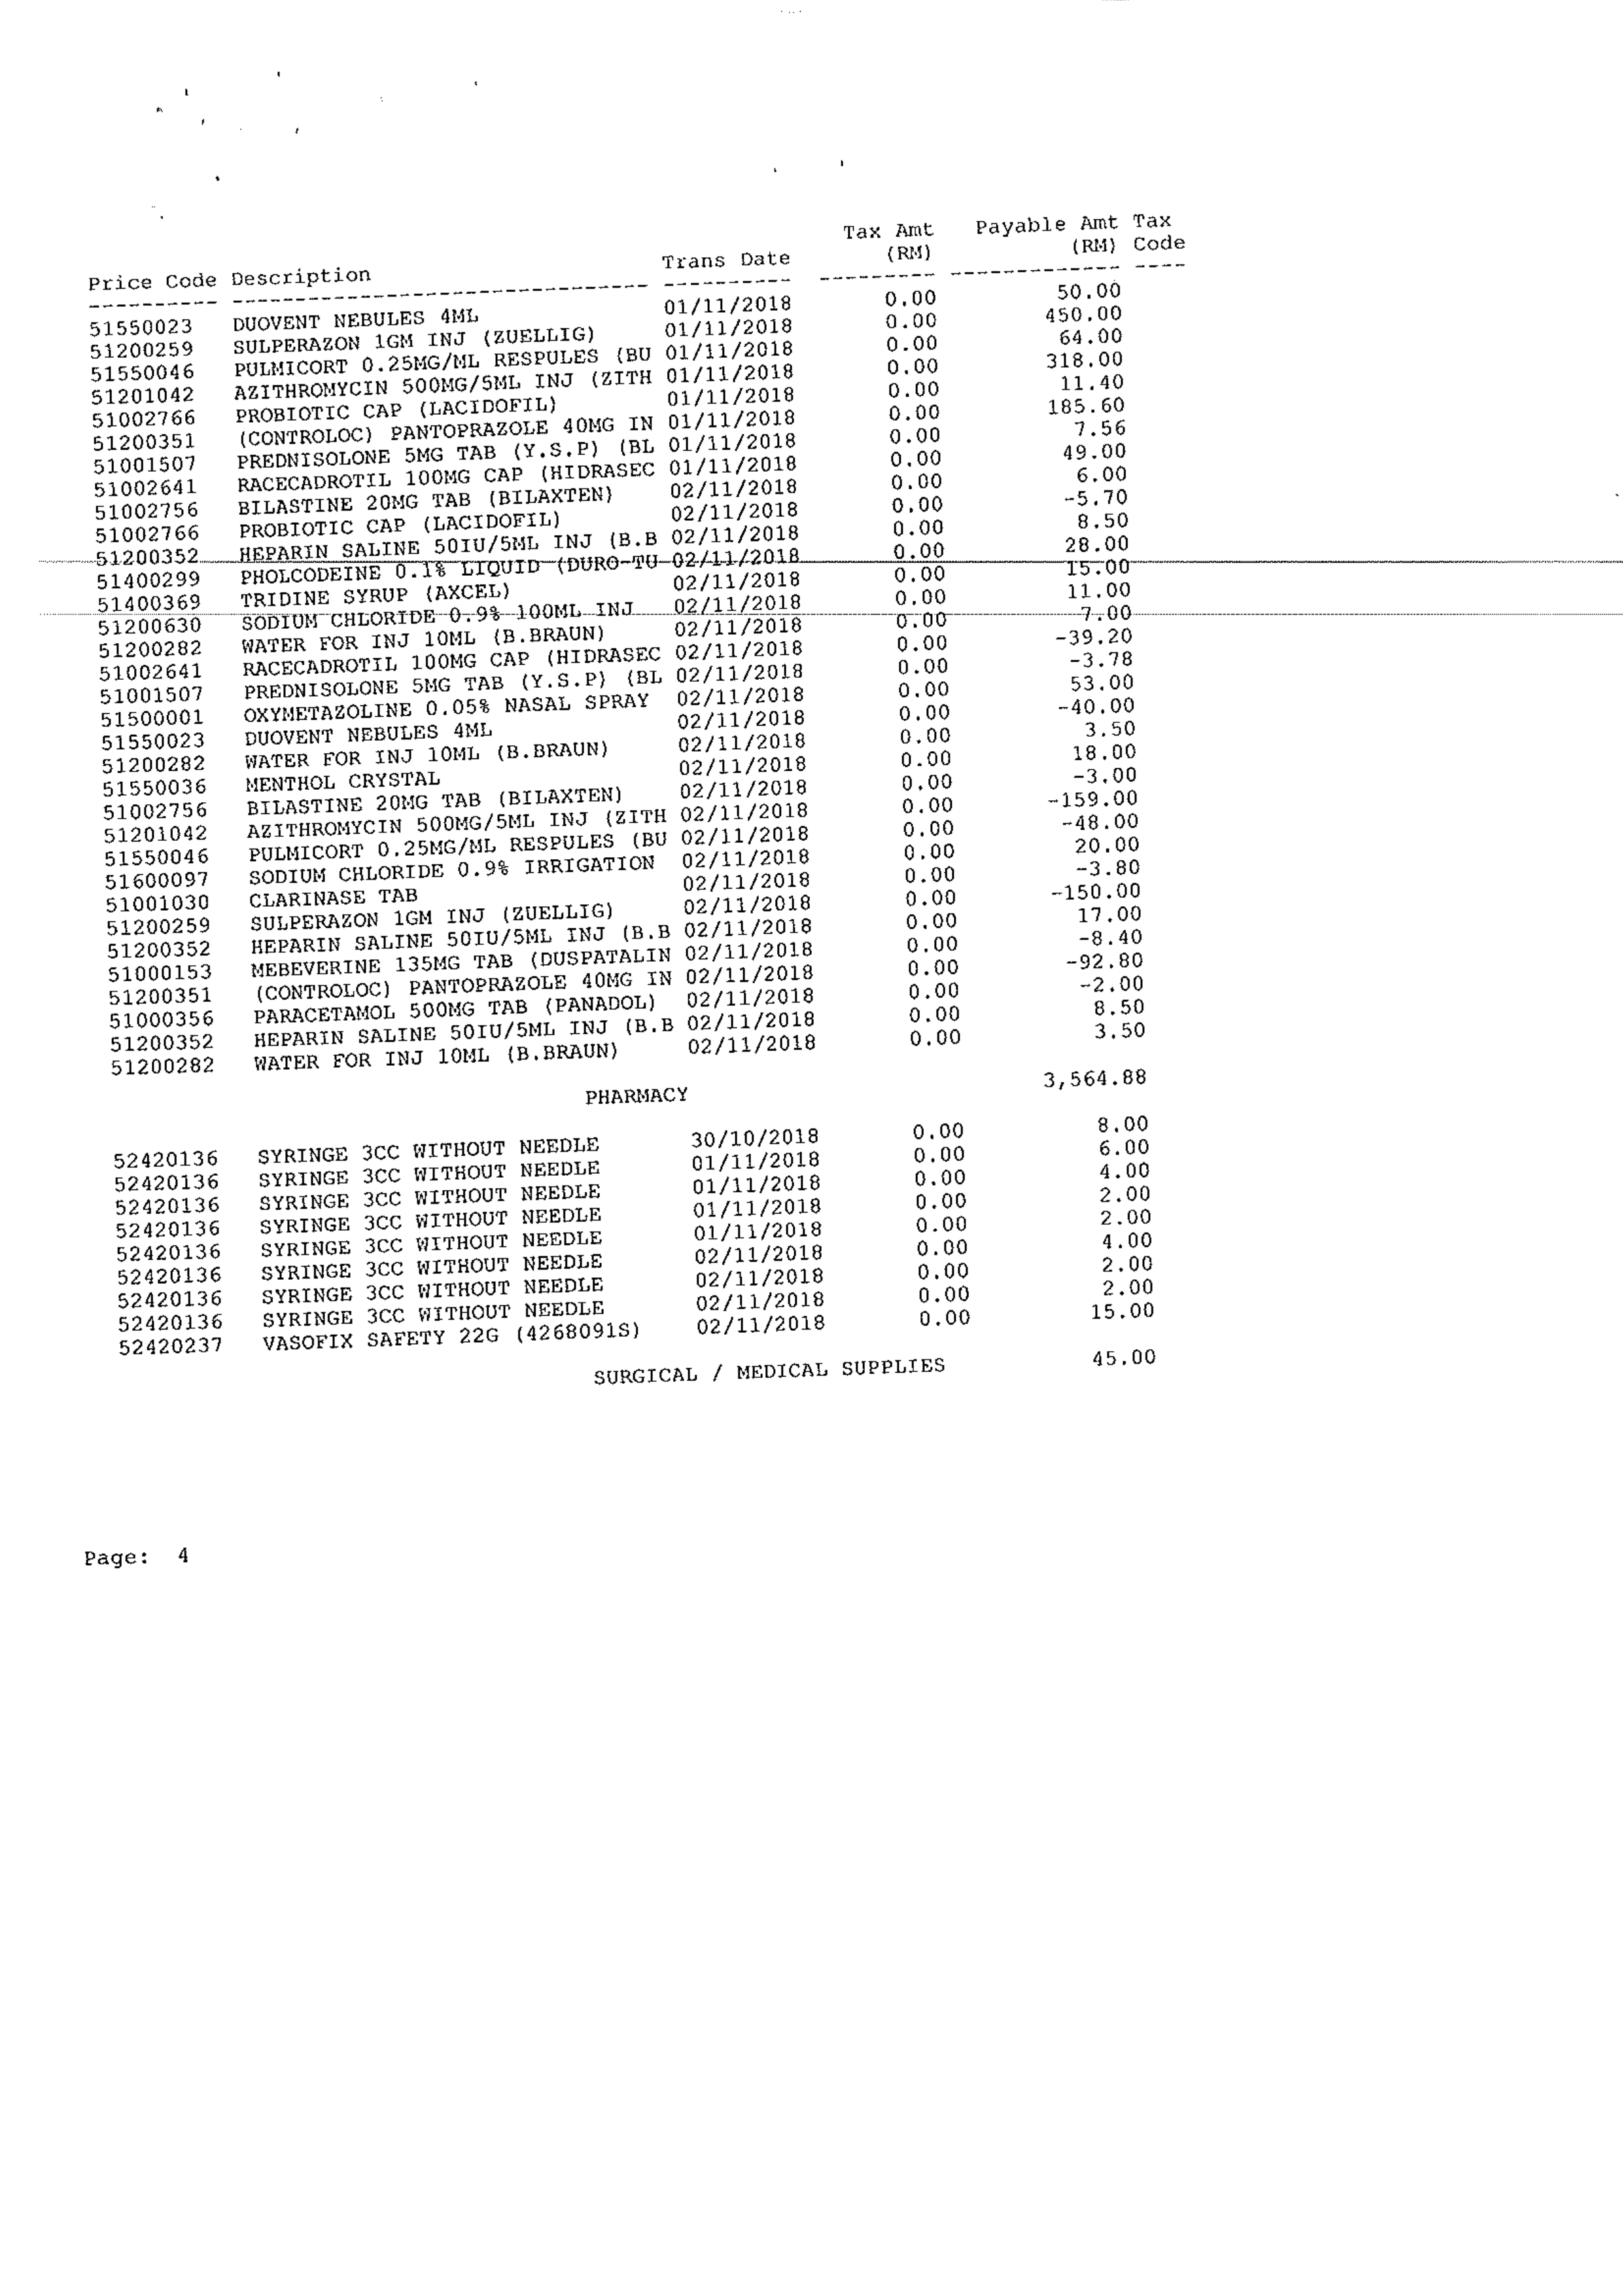 Price Code Description Trans Date Tax Amt (RM) Payable Amt (RM) Tax Code
---------- -------------------------------- ---------- --------- ------------- ----
51550023 DUOVENT NEBULES 4ML 01/11/2018 0.00 50.00
51200259 SULPERAZON 1GM INJ (ZUELLIG) 01/11/2018 0.00 450.00
51550046 PULMICORT 0.25MG/ML RESPULES (BU 01/11/2018 0.00 64.00
51201042 AZITHROMYCIN 500MG/5ML INJ (ZITH 01/11/2018 0.00 318.00
51002766 PROBIOTIC CAP (LACIDOFIL) 01/11/2018 0.00 11.40
51200351 (CONTROLOC) PANTOPRAZOLE 40MG IN 01/11/2018 0.00 185.60
51001507 PREDNISOLONE 5MG TAB (Y.S.P) (BL 01/11/2018 0.00 7.56
51002641 RACECADROTIL 100MG CAP (HIDRASEC 01/11/2018 0.00 49.00
51002756 BILASTINE 20MG TAB (BILAXTEN) 02/11/2018 0.00 6.00
51002766 PROBIOTIC CAP (LACIDOFIL) 02/11/2018 0.00 -5.70
51200352 HEPARIN SALINE 50IU/5ML INJ (B.B 02/11/2018 0.00 8.50
51400299 PHOLCODEINE 0.1% LIQUID (DURO-TU 02/11/2018 0.00 28.00
51400369 TRIDINE SYRUP (AXCEL) 02/11/2018 0.00 15.00
51200630 SODIUM CHLORIDE 0.9% 100ML INJ 02/11/2018 0.00 11.00
51200282 WATER FOR INJ 10ML (B.BRAUN) 02/11/2018 0.00 7.00
51002641 RACECADROTIL 100MG CAP (HIDRASEC 02/11/2018 0.00 -39.20
51001507 PREDNISOLONE 5MG TAB (Y.S.P) (BL 02/11/2018 0.00 -3.78
51500001 OXYMETAZOLINE 0.05% NASAL SPRAY 02/11/2018 0.00 53.00
51550023 DUOVENT NEBULES 4ML 02/11/2018 0.00 -40.00
51200282 WATER FOR INJ 10ML (B.BRAUN) 02/11/2018 0.00 3.50
51550036 MENTHOL CRYSTAL 02/11/2018 0.00 18.00
51002756 BILASTINE 20MG TAB (BILAXTEN) 02/11/2018 0.00 -3.00
51201042 AZITHROMYCIN 500MG/5ML INJ (ZITH 02/11/2018 0.00 -159.00
51550046 PULMICORT 0.25MG/ML RESPULES (BU 02/11/2018 0.00 -48.00
51600097 SODIUM CHLORIDE 0.9% IRRIGATION 02/11/2018 0.00 20.00
51001030 CLARINASE TAB 02/11/2018 0.00 -3.80
51200259 SULPERAZON 1GM INJ (ZUELLIG) 02/11/2018 0.00 -150.00
51200352 HEPARIN SALINE 50IU/5ML INJ (B.B 02/11/2018 0.00 17.00
51000153 MEBEVERINE 135MG TAB (DUSPATALIN 02/11/2018 0.00 -8.40
51200351 (CONTROLOC) PANTOPRAZOLE 40MG IN 02/11/2018 0.00 -92.80
51000356 PARACETAMOL 500MG TAB (PANADOL) 02/11/2018 0.00 -2.00
51200352 HEPARIN SALINE 50IU/5ML INJ (B.B 02/11/2018 0.00 8.50
51200282 WATER FOR INJ 10ML (B.BRAUN) 02/11/2018 0.00 3.50
PHARMACY 3,564.88
52420136 SYRINGE 3CC WITHOUT NEEDLE 30/10/2018 0.00 8.00
52420136 SYRINGE 3CC WITHOUT NEEDLE 01/11/2018 0.00 6.00
52420136 SYRINGE 3CC WITHOUT NEEDLE 01/11/2018 0.00 4.00
52420136 SYRINGE 3CC WITHOUT NEEDLE 01/11/2018 0.00 2.00
52420136 SYRINGE 3CC WITHOUT NEEDLE 01/11/2018 0.00 2.00
52420136 SYRINGE 3CC WITHOUT NEEDLE 02/11/2018 0.00 4.00
52420136 SYRINGE 3CC WITHOUT NEEDLE 02/11/2018 0.00 2.00
52420136 SYRINGE 3CC WITHOUT NEEDLE 02/11/2018 0.00 2.00
52420237 VASOFIX SAFETY 22G (4268091S) 02/11/2018 0.00 15.00
SURGICAL / MEDICAL SUPPLIES 45.00
Page: 4